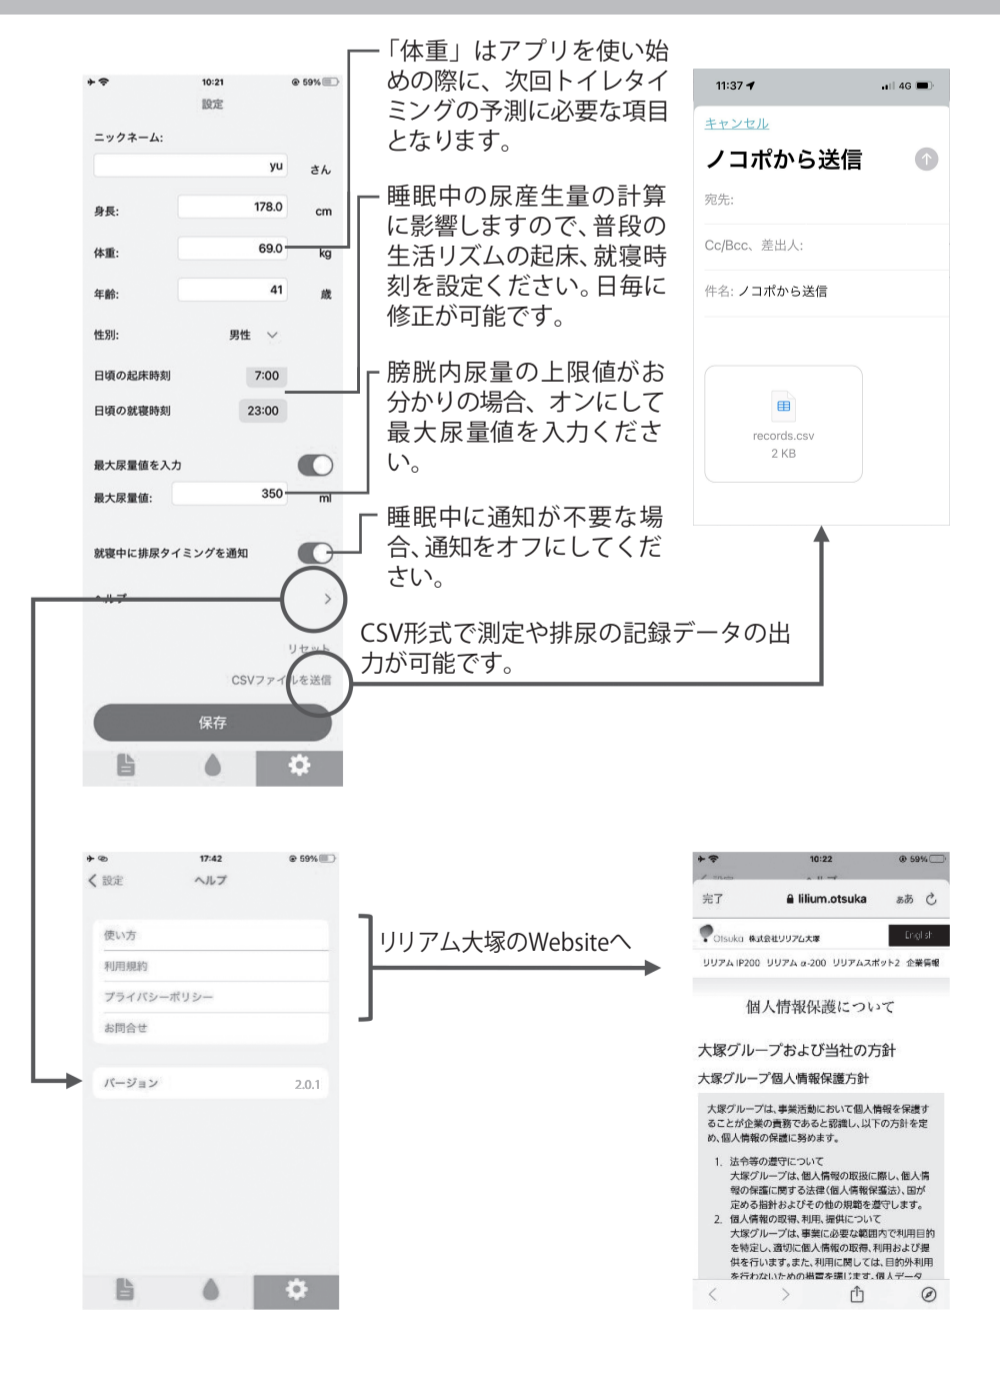 10:21
59%
設定
ニックネーム:
yu
さん
身長:
178.0
cm
体重:
69.0
kg
年齢:
41
歳
性別:
男性
日頃の起床時刻
7:00
日頃の就寝時刻
23:00
最大尿量を入力
最大尿量値:
350
ml
就寝中に排尿タイミングを通知
ヘルプ
リセット
CSVファイルを送信
保存
「体重」はアプリを使い始
めの際に、次回トイレタイ
ミングの予測に必要な項目
となります。
睡眠中の尿産生量の計算
に影響しますので、普段の
生活リズムの起床、就寝時
刻を設定ください。日毎に
修正が可能です。
膀胱内尿量の上限値がお
分かりの場合、オンにして
最大尿量値を入力くださ
い。
睡眠中に通知が不要な場
合、通知をオフにしてくだ
さい。
CSV形式で測定や排尿の記録データの出
力が可能です。
11:37
4G
キャンセル
ノコポから送信
宛先:
Cc/Bcc、差出人:
件名: ノコポから送信
records.csv
2 KB
17:42
59%
設定
ヘルプ
使い方
利用規約
プライバシーポリシー
お問合せ
バージョン
2.0.1
リリアム大塚のWebsiteへ
10:22
59%
完了
lilium.otsuka
ぁあ
Otsuka 株式会社リリアム大塚
English
リリアム IP200 リリアム α-200 リリアムスポット2 企業情報
個人情報保護について
大塚グループおよび当社の方針
大塚グループ個人情報保護方針
大塚グループは、事業活動において個人情報を保護す
ることが企業の責務であると認識し、以下の方針を定
め、個人情報の保護に努めます。
1. 法令等の遵守について
大塚グループは、個人情報の取扱に際し、個人情
報の保護に関する法律(個人情報保護法)、国が
定める指針およびその他の規範を遵守します。
2. 個人情報の取得、利用、提供について
大塚グループは、事業に必要な範囲内で利用目的
を特定し、適切に個人情報の取得、利用および提
供を行います。また、利用に関しては、目的外利用
を行わないための措置を講じます。個人データ